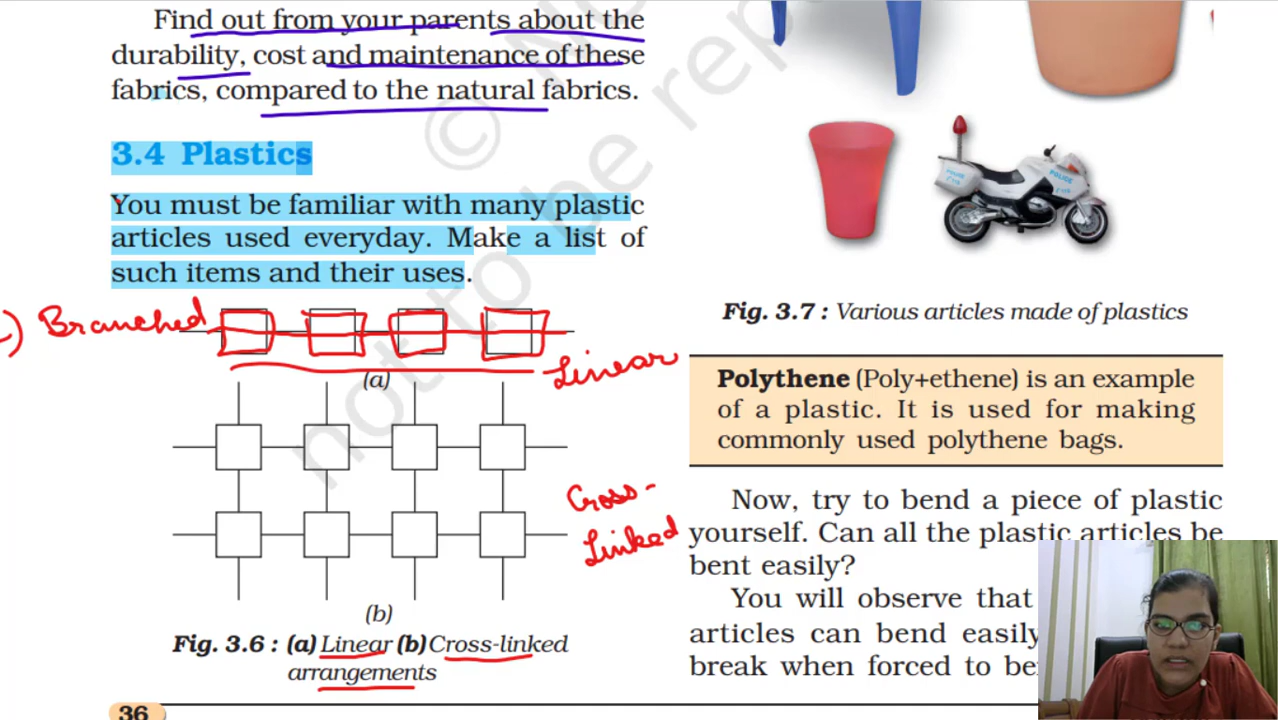 Find out from your parents about the
durability, cost and maintenance of these
fabrics, compared to the natural fabrics.
3.4 Plastics
You must be familiar with many plastic
articles used everyday. Make a list of
such items and their uses.
Branched
Linear
(a)
Cross-
Linked
(b)
Fig. 3.6 : (a) Linear (b) Cross-linked
arrangements
36
POLICE
POLICE
Fig. 3.7 : Various articles made of plastics
Polythene (Poly+ethene) is an example
of a plastic. It is used for making
commonly used polythene bags.
Now, try to bend a piece of plastic
yourself. Can all the plastic articles be
bent easily?
You will observe that
articles can bend easily
break when forced to
© N
not to be rep